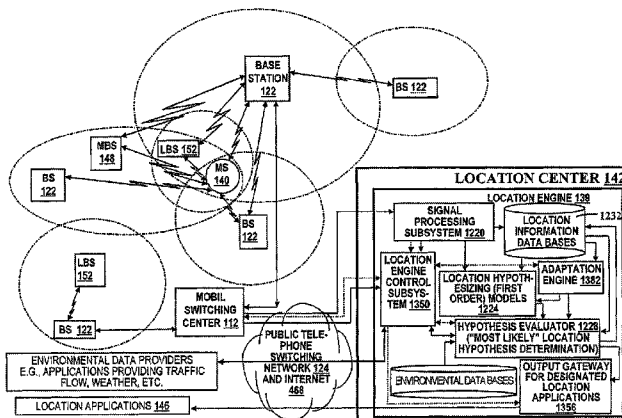 BASE
STATION
122
BS 122
MBS
148
LBS 152
MS
140
BS
122
BS
122
LBS
152
BS 122
MOBIL
SWITCHING
CENTER 112
PUBLIC TELE-
PHONE
SWITCHING
NETWORK 124
AND INTERNET
468
ENVIRONMENTAL DATA PROVIDERS
E.G., APPLICATIONS PROVIDING TRAFFIC
FLOW, WEATHER, ETC.
LOCATION APPLICATIONS 146
LOCATION CENTER 142
LOCATION ENGINE 139
SIGNAL
PROCESSING
SUBSYSTEM
1220
LOCATION
INFORMATION
DATA BASES
1232
LOCATION
ENGINE
CONTROL
SUBSYS-
TEM 1350
LOCATION HYPOTH-
ESIZING (FIRST
ORDER) MODELS
1224
ADAPTATION
ENGINE
1382
HYPOTHESIS EVALUATOR 1228
("MOST LIKELY" LOCATION
HYPOTHESIS DETERMINATION)
ENVIRONMENTAL DATA BASES
OUTPUT GATEWAY
FOR DESIGNATED
LOCATION
APPLICATIONS
1356